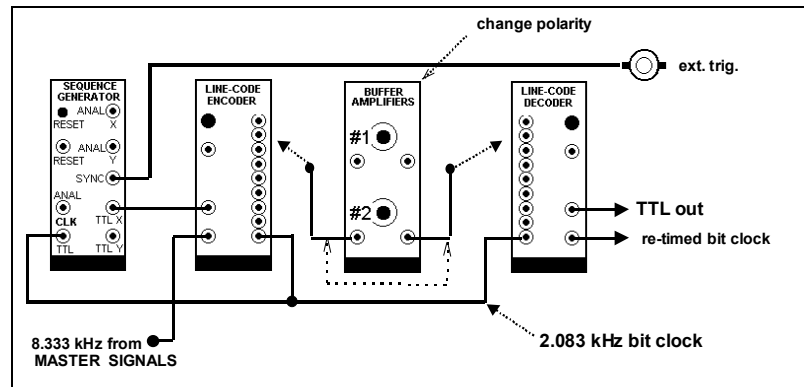 change polarity
ext. trig.
SEQUENCE
GENERATOR
ANAL
RESET
X
ANAL
RESET
Y
SYNC
ANAL
CLK
TTL X
TTL
TTL Y
LINE-CODE
ENCODER
BUFFER
AMPLIFIERS
#1
#2
LINE-CODE
DECODER
TTL out
re-timed bit clock
8.333 kHz from
MASTER SIGNALS
2.083 kHz bit clock